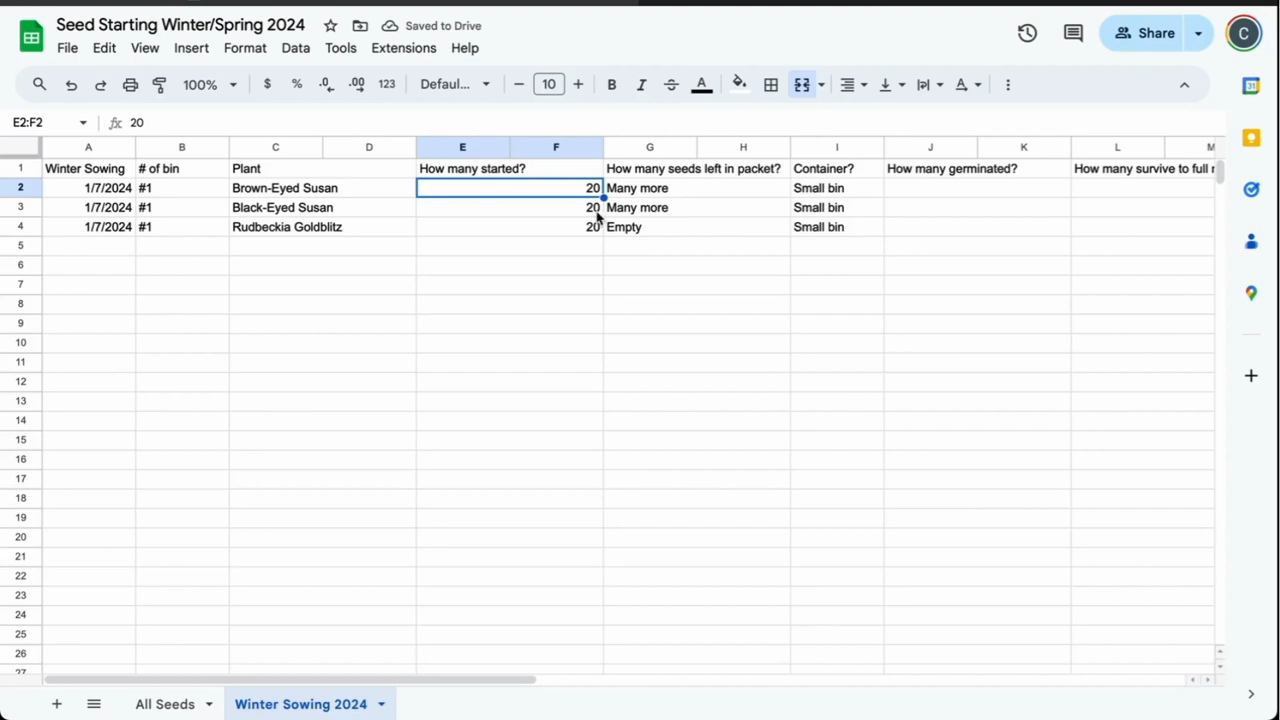 Seed Starting Winter/Spring 2024 Saved to Drive
File Edit View Insert Format Data Tools Extensions Help
Share
C
100% $ % .0 .00 123 Defaul... − 10 + B I A
31
E2:F2 fx 20
A B C D E F G H I J K L M
1 Winter Sowing # of bin Plant How many started? How many seeds left in packet? Container? How many germinated? How many survive to full
2 1/7/2024 #1 Brown-Eyed Susan 20 Many more Small bin
3 1/7/2024 #1 Black-Eyed Susan 20 Many more Small bin
4 1/7/2024 #1 Rudbeckia Goldblitz 20 Empty Small bin
5
6
7
8
9
10
11
12
13
14
15
16
17
18
19
20
21
22
23
24
25
26
27
+ All Seeds Winter Sowing 2024